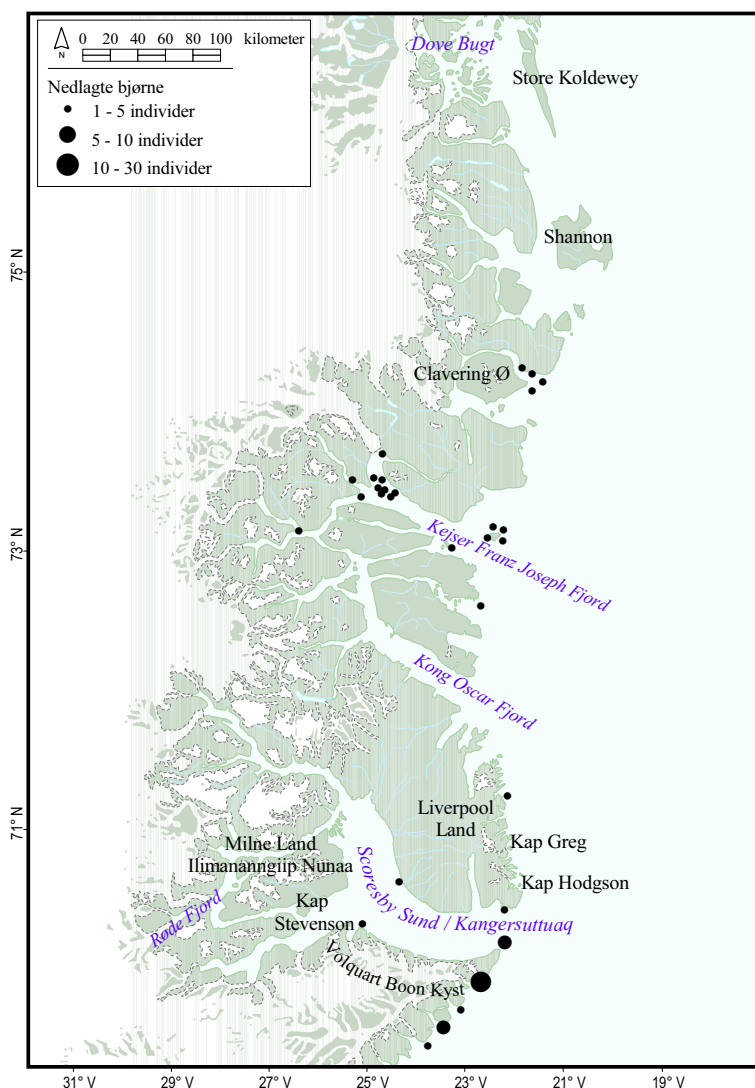 0 20 40 60 80 100 kilometer
N
Nedlagte bjørne
1 - 5 individer
5 - 10 individer
10 - 30 individer
Dove Bugt
Store Koldewey
Shannon
75° N
Clavering Ø
73° N
Kejser Franz Joseph Fjord
Kong Oscar Fjord
71° N
Liverpool
Land
Milne Land
Ilimananngiip Nunaa
Kap Greg
Kap Hodgson
Røde Fjord
Kap
Stevenson
Scoresby Sund / Kangersuttuaq
Volquart Boon Kyst
31° V 29° V 27° V 25° V 23° V 21° V 19° V